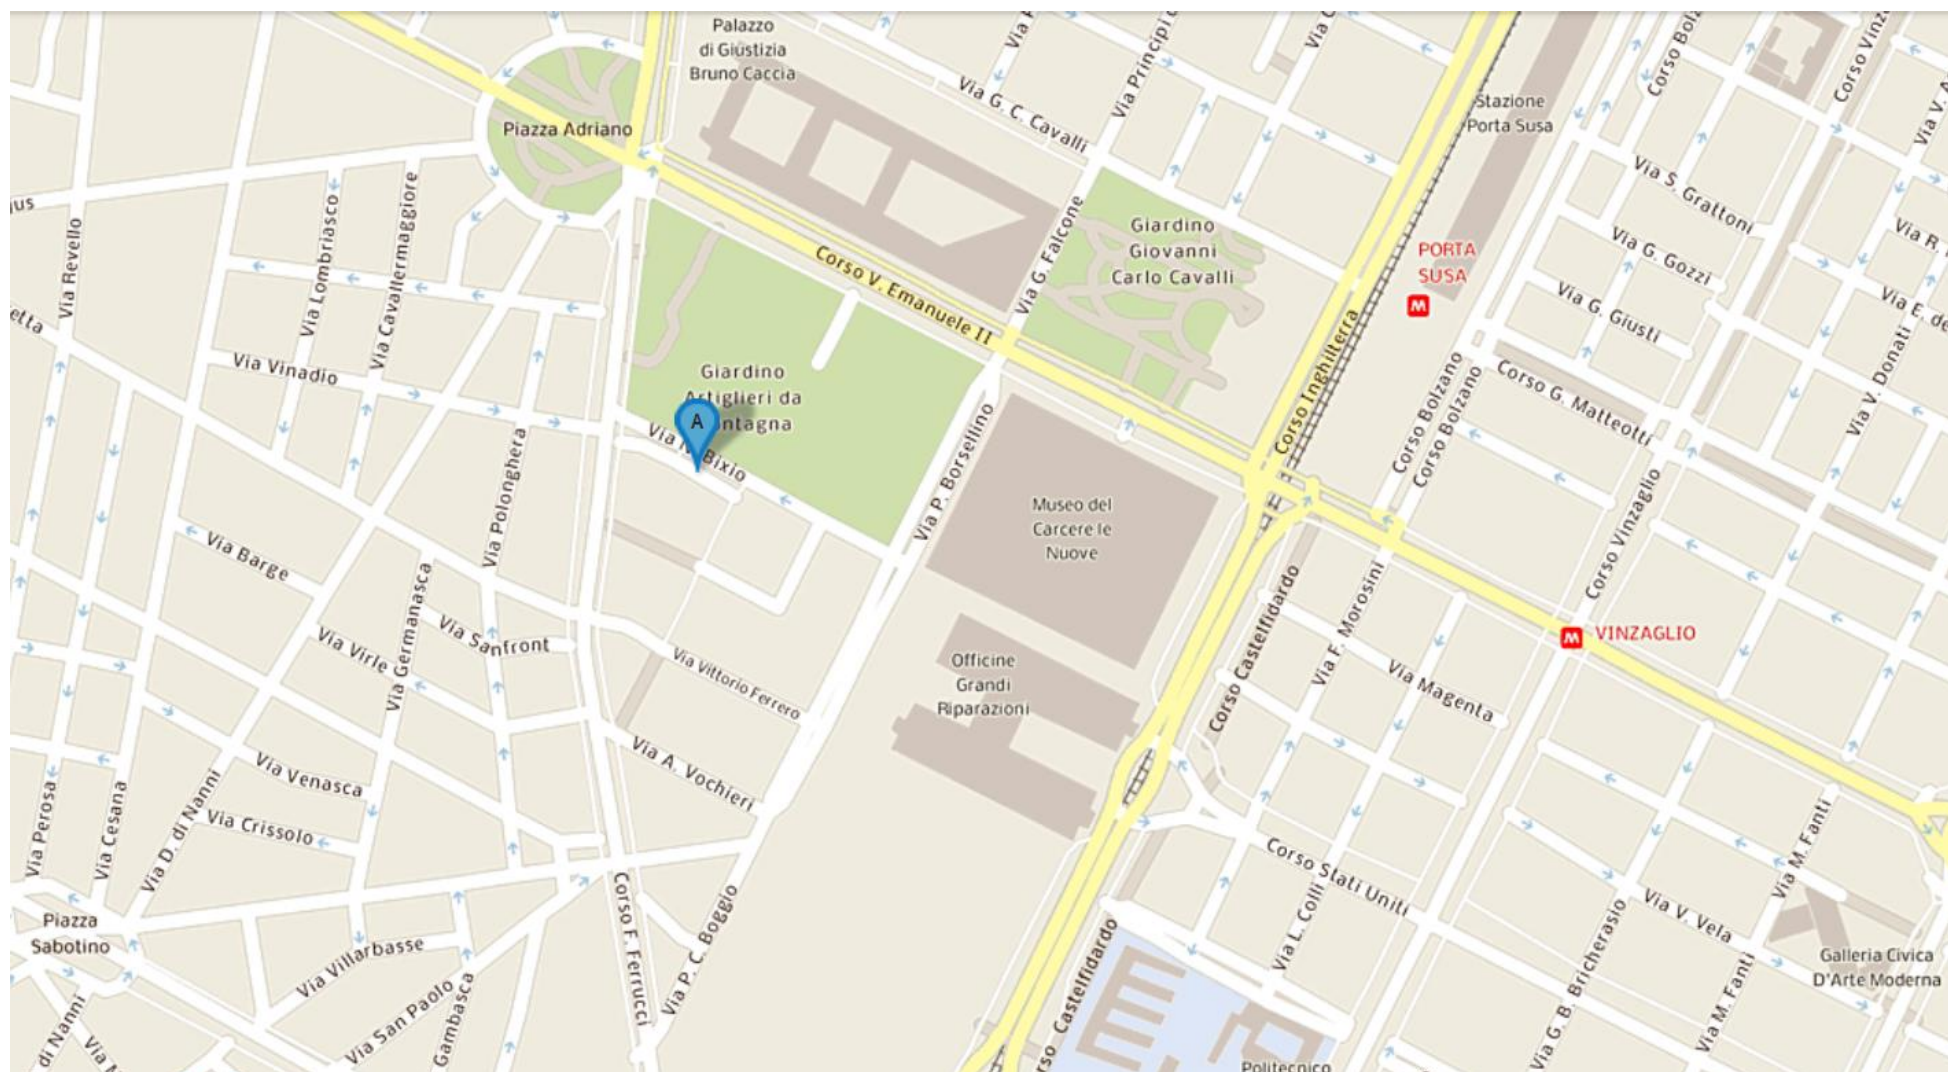 Palazzo
di Giustizia
Bruno Caccia
Piazza Adriano
Via G. C. Cavalli
Via Principi
Stazione
Porta Susa
Corso Bolz
Corso Vinz
Via S. Grattoni
Via G. Gozzi
Via G. Giusti
Via R.
Via E. de
Via V. Donati
PORTA
SUSA
Giardino
Giovanni
Carlo Cavalli
Via G. Falcone
Corso V. Emanuele II
Corso Inghilterra
Corso Bolzano
Corso Bolzano
Corso G. Matteotti
Corso Vinzaglio
VINZAGLIO
Via Revello
Via Lombriasco
Via Cavallermaggiore
Via Vinadio
Giardino
Artiglieri da
ntagna
A
Via N. Bixio
Via P. Borsellino
Museo del
Carcere le
Nuove
Officine
Grandi
Riparazioni
Via Polonghera
Via Barge
Via Germanasca
Via Sanfront
Via Virle
Via Vittorio Ferrero
Via A. Vochieri
Via Venasca
Via Crissolo
Via Perosa
Via Cesana
Via D. di Nanni
Piazza
Sabotino
Via Villarbasse
Via San Paolo
Gambasca
di Nanni
Corso F. Ferrucci
Via P. C. Boggio
Corso Castelfidardo
Via F. Morosini
Via Magenta
Corso Stati Uniti
Via L. Colli
Via V. Vela
Via M. Fanti
Via M. Fanti
Via G. B. Bricherasio
Galleria Civica
D'Arte Moderna
rso Castelfidardo
Politecnico